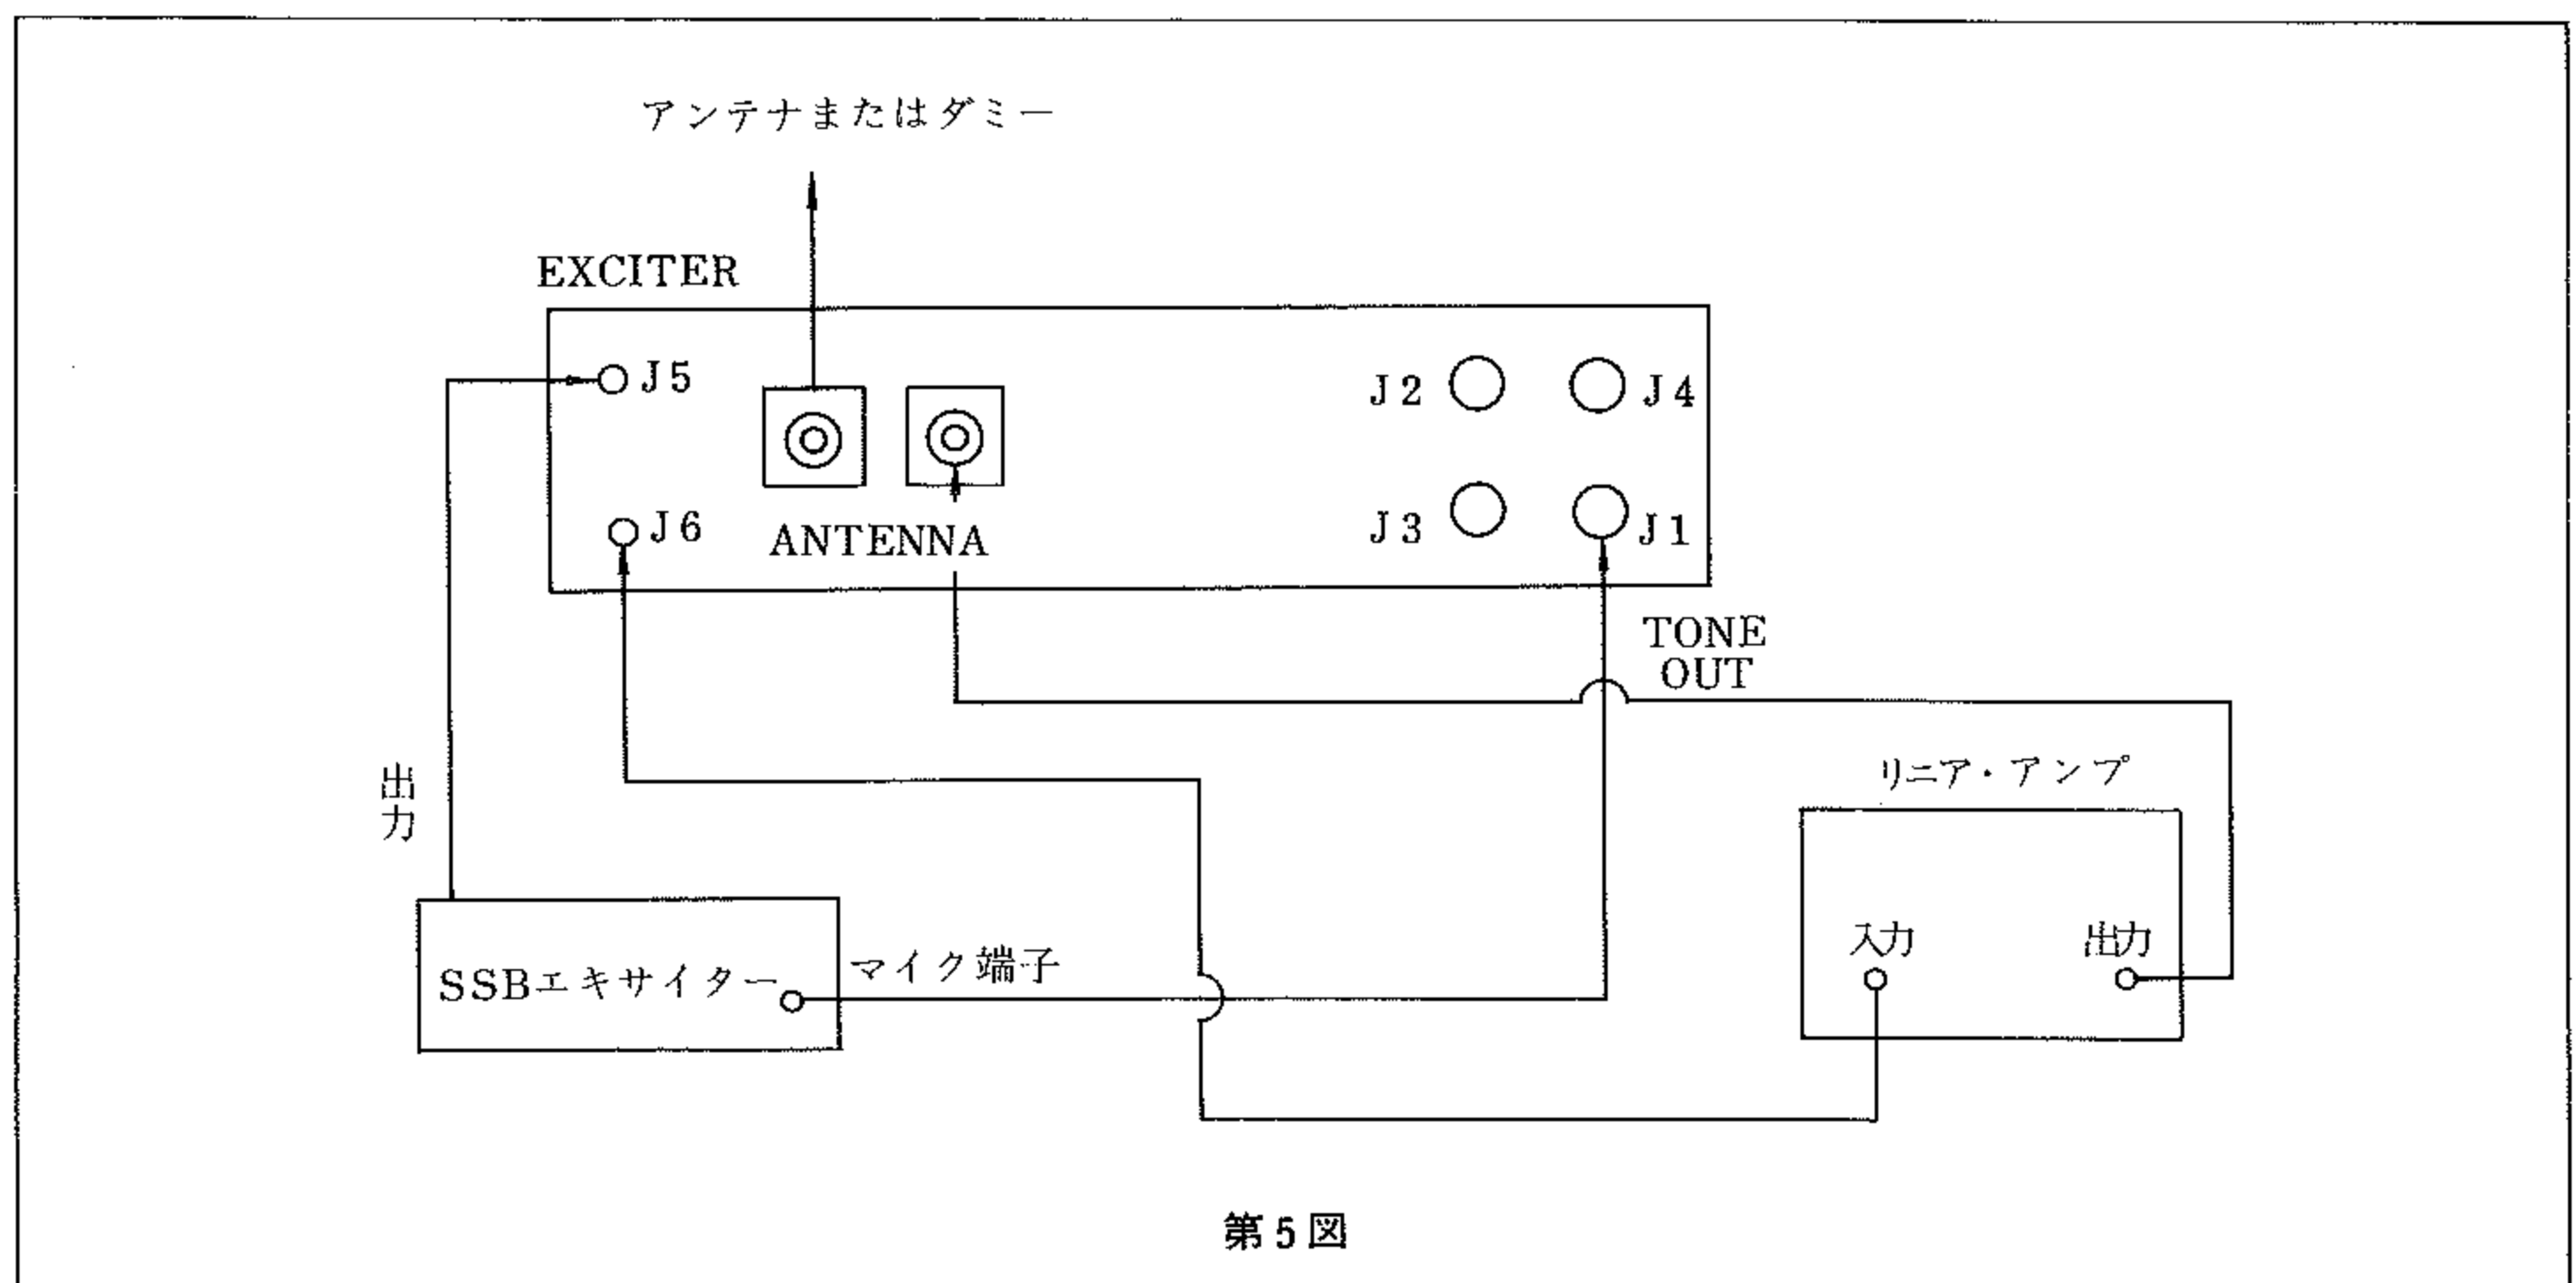 アンテナまたはダミー
EXCITER
J5
J2
J4
J6
ANTENNA
J3
J1
TONE
OUT
出力
リニア・アンプ
入力
出力
SSBエキサイター
マイク端子
第5図